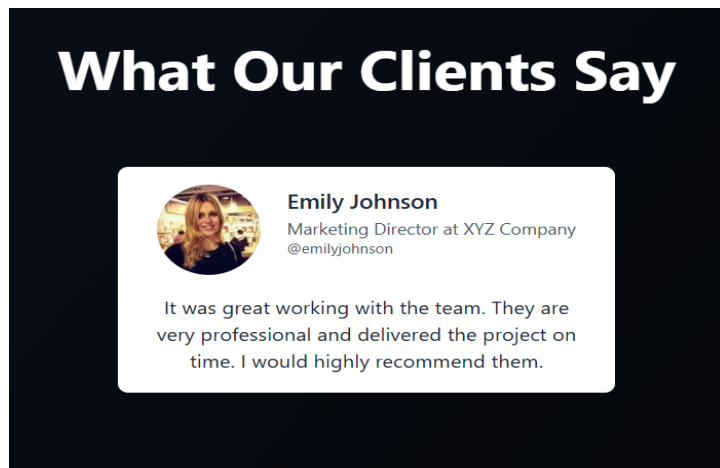 What Our Clients Say
Emily Johnson
Marketing Director at XYZ Company
@emilyjohnson
It was great working with the team. They are
very professional and delivered the project on
time. I would highly recommend them.